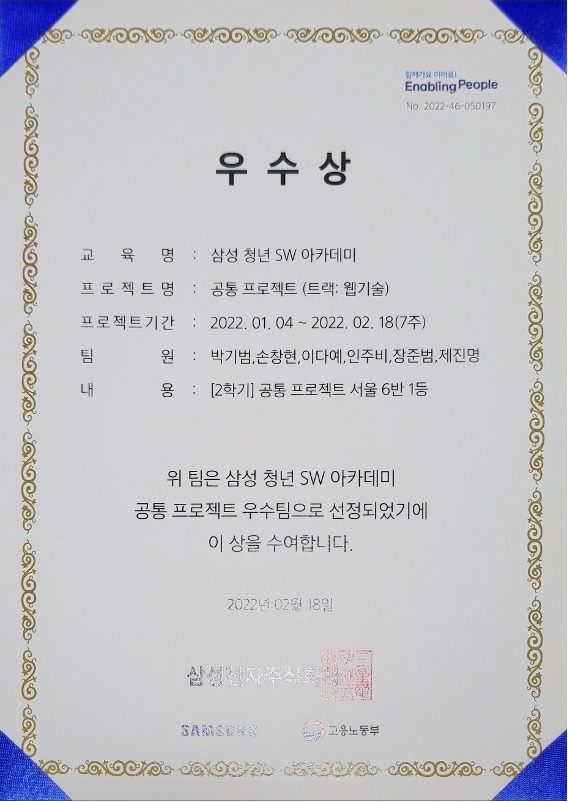 함께가요 미래로!
Enabling People
No. 2022-46-050197
우 수 상
교 육 명 : 삼성 청년 SW 아카데미
프 로 젝 트 명 : 공통 프로젝트 (트랙: 웹기술)
프로젝트기간 : 2022. 01. 04 ~ 2022. 02. 18(7주)
팀 원 : 박기범,손창현,이다예,인주비,장준범,제진명
내 용 : [2학기] 공통 프로젝트 서울 6반 1등
위 팀은 삼성 청년 SW 아카데미
공통 프로젝트 우수팀으로 선정되었기에
이 상을 수여합니다.
2022년 02월 18일
삼성전자주식회사
SAMSUNG 고용노동부